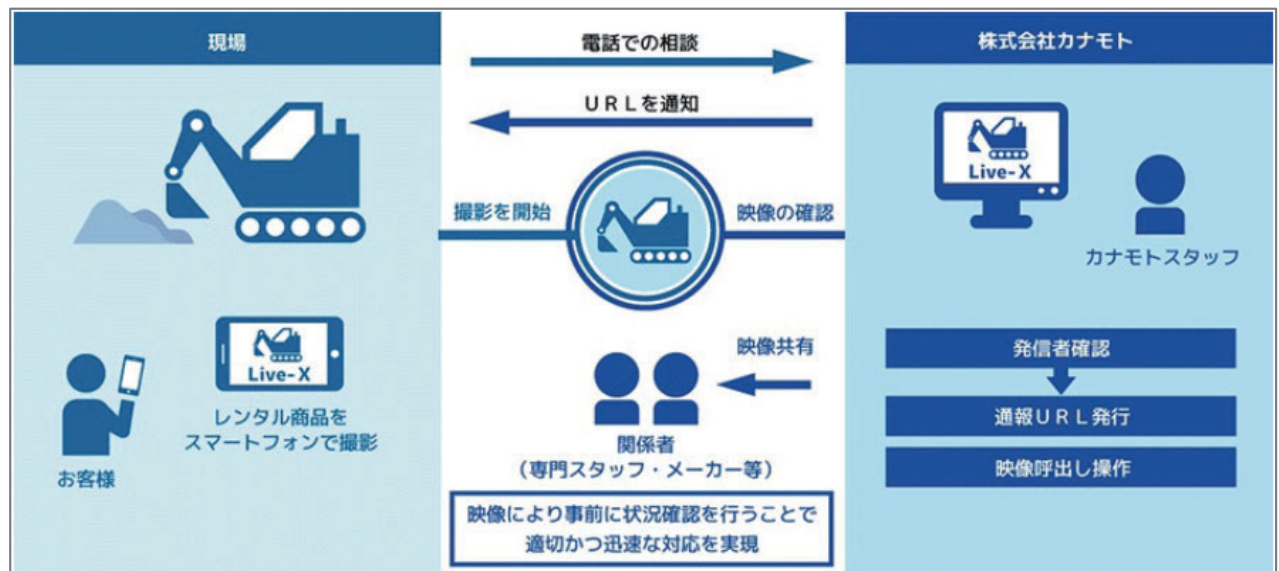 現場
Live-X
レンタル商品を
スマートフォンで撮影
お客様
電話での相談
URLを通知
撮影を開始
映像の確認
映像共有
関係者
(専門スタッフ・メーカー等)
映像により事前に状況確認を行うことで
適切かつ迅速な対応を実現
株式会社カナモト
Live-X
カナモトスタッフ
発信者確認
通報URL発行
映像呼出し操作